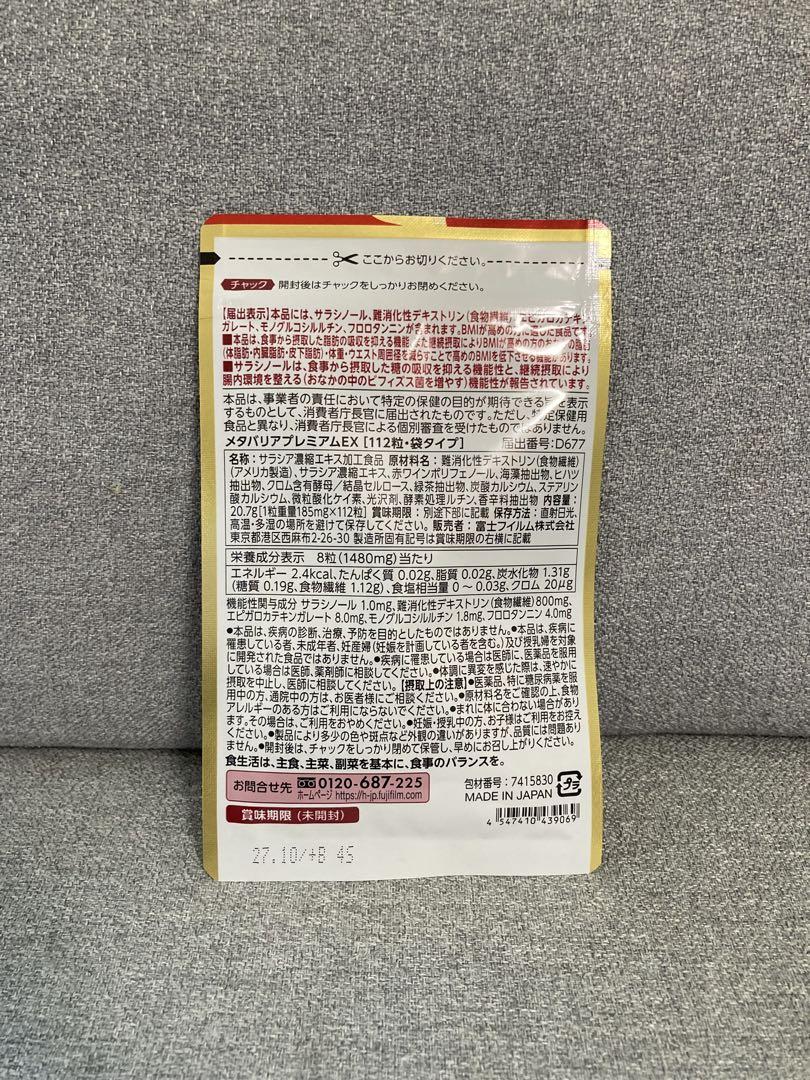 ここからお切りください。
チャック 開封後はチャックをしっかりお閉めください。
【届出表示】本品には、サラシノール、難消化性デキストリン(食物繊維)、エピガロカテキン
ガレート、モノグルコシルルチン、フロロタンニンが含まれます。BMIが高めの方に適した食品です。
■本品は、食事から摂取した脂肪の吸収を抑える機能、また継続摂取によりBMIが高めの方のおなかの脂肪
(体脂肪・内臓脂肪・皮下脂肪)・体重・ウエスト周囲径を減らすことで高めのBMIを低下させる機能があります。
■サラシノールは、食事から摂取した糖の吸収を抑える機能性と、継続摂取により
腸内環境を整える(おなかの中のビフィズス菌を増やす)機能性が報告されています。
本品は、事業者の責任において特定の保健の目的が期待できる旨を表示
するものとして、消費者庁長官に届出されたものです。ただし、特定保健用
食品と異なり、消費者庁長官による個別審査を受けたものではありません。
メタバリアプレミアムEX [112粒・袋タイプ] 届出番号:D677
名称:サラシア濃縮エキス加工食品 原材料名:難消化性デキストリン(食物繊維)
(アメリカ製造)、サラシア濃縮エキス、赤ワインポリフェノール、海藻抽出物、ヒハツ
抽出物、クロム含有酵母/結晶セルロース、緑茶抽出物、炭酸カルシウム、ステアリン
酸カルシウム、微粒酸化ケイ素、光沢剤、酵素処理ルチン、香辛料抽出物 内容量:
20.7g[1粒重量185mg×112粒] 賞味期限:別途下部に記載 保存方法:直射日光、
高温・多湿の場所を避けて保存してください。 販売者:富士フイルム株式会社
東京都港区西麻布2-26-30 製造所固有記号は賞味期限の右横に記載
栄養成分表示 8粒(1480mg)当たり
エネルギー 2.4kcal、たんぱく質 0.02g、脂質 0.02g、炭水化物 1.31g
(糖質 0.19g、食物繊維 1.12g)、食塩相当量 0～0.03g、クロム 20μg
機能性関与成分 サラシノール 1.0mg、難消化性デキストリン(食物繊維)800mg、
エピガロカテキンガレート 8.0mg、モノグルコシルルチン 1.8mg、フロロタンニン 4.0mg
●本品は、疾病の診断、治療、予防を目的としたものではありません。●本品は、疾病に
罹患している者、未成年者、妊産婦(妊娠を計画している者を含む。)及び授乳婦を対象
に開発された食品ではありません。●疾病に罹患している場合は医師に、医薬品を服用
している場合は医師、薬剤師に相談してください。●体調に異変を感じた際は、速やかに
摂取を中止し、医師に相談してください。【摂取上の注意】●医薬品、特に糖尿病薬を服
用中の方、通院中の方は、お医者様にご相談ください。●原材料名をご確認の上、食物
アレルギーのある方はご利用にならないでください。●まれに体に合わない場合があり
ます。その場合は、ご利用をおやめください。●妊娠・授乳中の方、お子様はご利用をお控え
ください。●製品により多少の色や斑点など外観の違いがありますが、品質には問題あり
ません。●開封後は、チャックをしっかり閉めて保管し、早めにお召し上がりください。
食生活は、主食、主菜、副菜を基本に、食事のバランスを。
お問合せ先 0120-687-225
ホームページ https://h-jp.fujifilm.com
包材番号:7415830
MADE IN JAPAN
プラ
賞味期限(未開封)
4 547410 439069
27.10/+B 45